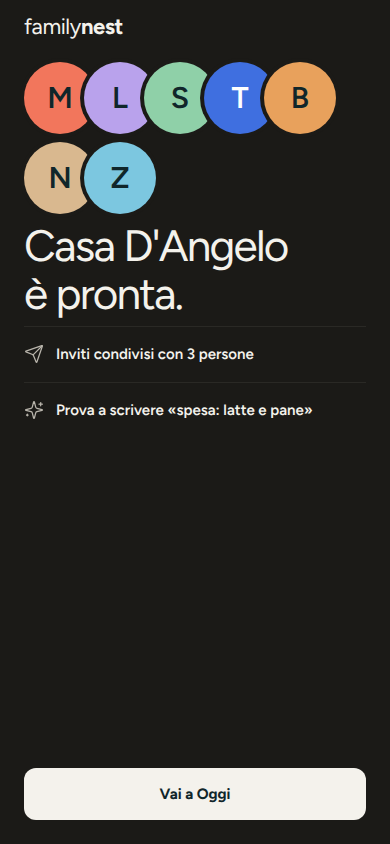 familynest
M L S T B
N Z
Casa D'Angelo
è pronta.
Inviti condivisi con 3 persone
Prova a scrivere «spesa: latte e pane»
Vai a Oggi